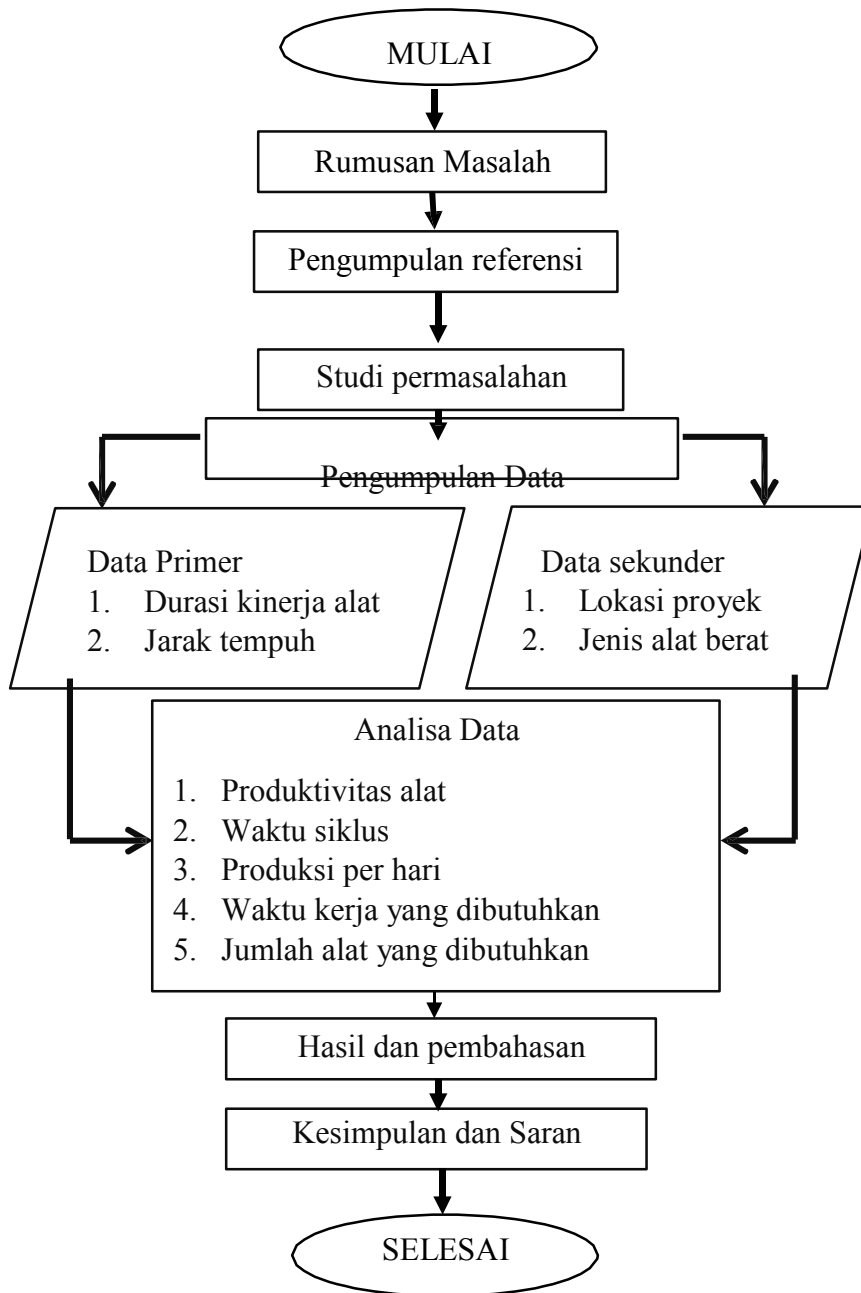 MULAI
Rumusan Masalah
Pengumpulan referensi
Studi permasalahan
Pengumpulan Data
Data Primer
1. Durasi kinerja alat
2. Jarak tempuh
Data sekunder
1. Lokasi proyek
2. Jenis alat berat
Analisa Data
1. Produktivitas alat
2. Waktu siklus
3. Produksi per hari
4. Waktu kerja yang dibutuhkan
5. Jumlah alat yang dibutuhkan
Hasil dan pembahasan
Kesimpulan dan Saran
SELESAI